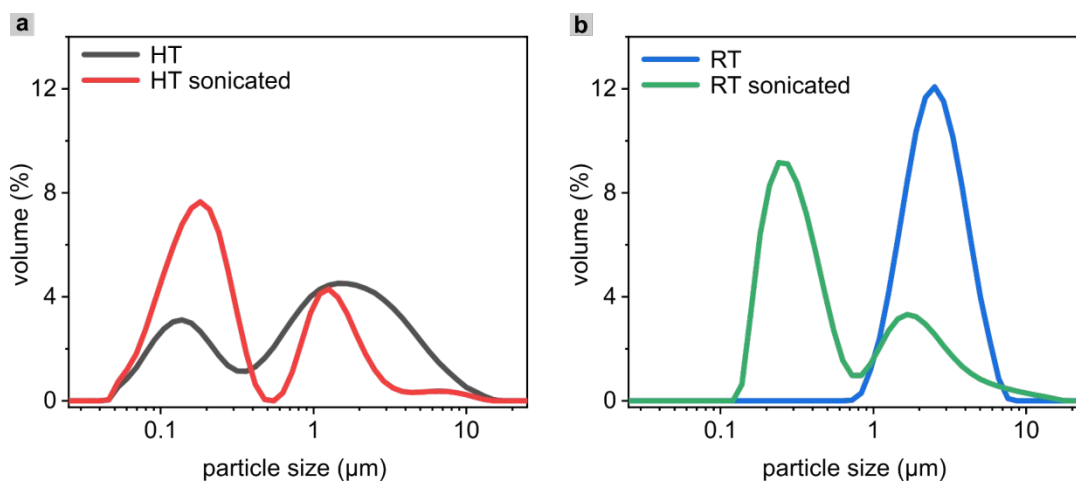 a
HT
HT sonicated
12
8
4
0
volume (%)
0.1
1
10
particle size (µm)
b
RT
RT sonicated
12
8
4
0
volume (%)
0.1
1
10
particle size (µm)